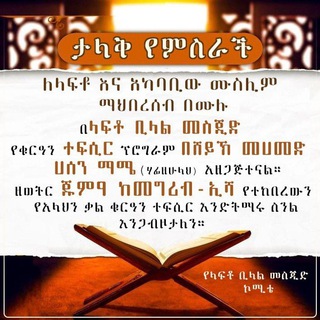 ታላቅ የምስራች
ለላፍቶ እና አካባቢው ሙስሊም
ማህበረሰብ በሙሉ
በላፍቶ ቢላል መስጂድ
የቁርዓን ተፍሲር ፕሮግራም በሸይኽ መሀመድ
ሀሰን ማሜ (ሃፊዘሁላህ) አዘጋጅተናል።
ዘወትር ጁምዓ ከመግሪብ - ኢሻ የተከበረውን
የአላህን ቃል ቁርዓን ተፍሲር እንድትማሩ ስንል
እንጋብዞታለን።
የላፍቶ ቢላል መስጂድ
ኮሚቴ